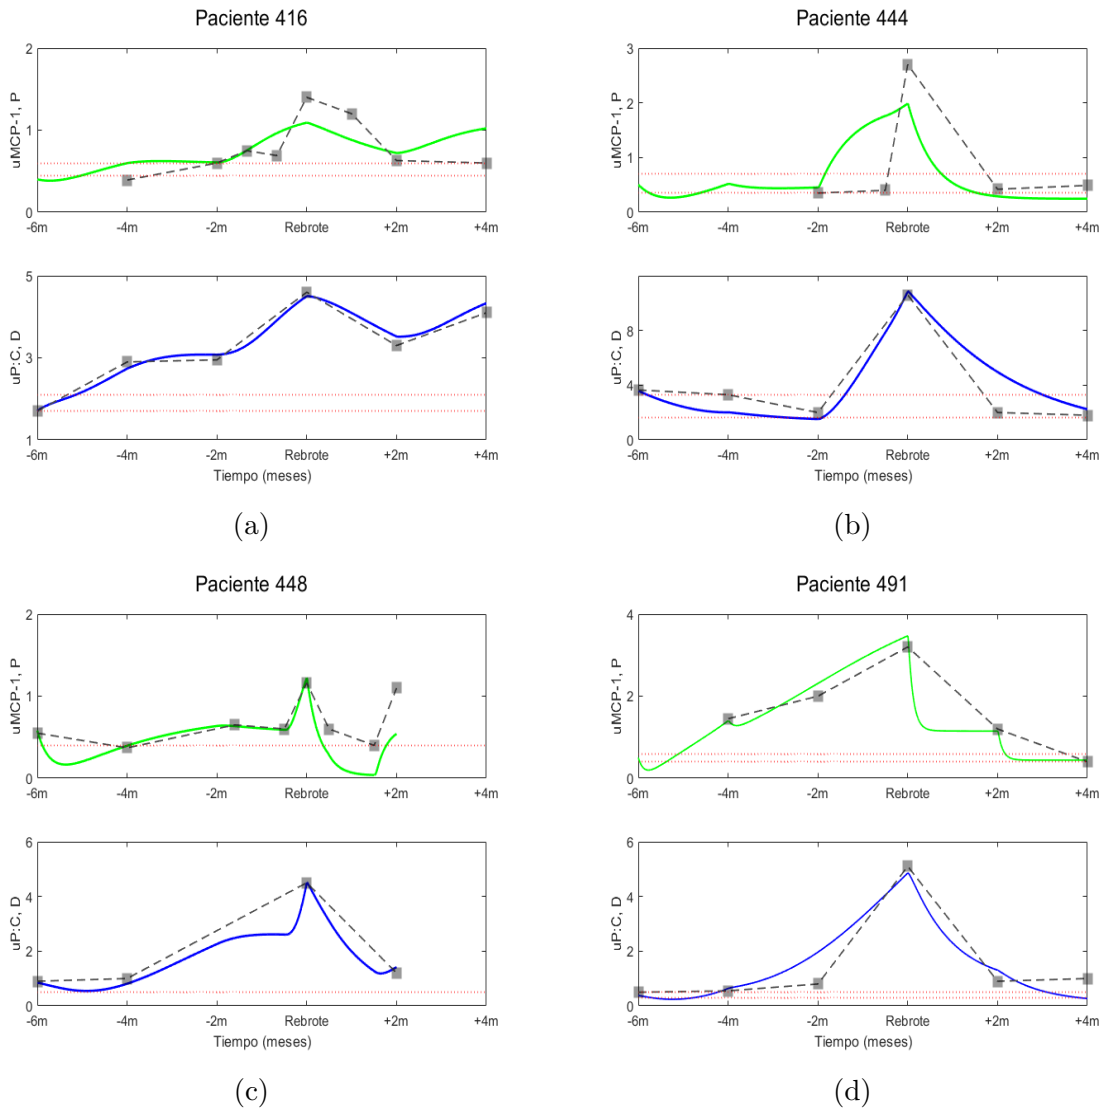 Paciente 416
uMCP-1, P
2
1
0
-6m -4m -2m Rebrote +2m +4m
uP:C, D
5
3
1
-6m -4m -2m Rebrote +2m +4m
Tiempo (meses)
(a)
Paciente 444
uMCP-1, P
3
2
1
0
-6m -4m -2m Rebrote +2m +4m
uP:C, D
8
4
0
-6m -4m -2m Rebrote +2m +4m
Tiempo (meses)
(b)
Paciente 448
uMCP-1, P
2
1
0
-6m -4m -2m Rebrote +2m +4m
uP:C, D
6
4
2
0
-6m -4m -2m Rebrote +2m +4m
Tiempo (meses)
(c)
Paciente 491
uMCP-1, P
4
2
0
-6m -4m -2m Rebrote +2m +4m
uP:C, D
6
4
2
0
-6m -4m -2m Rebrote +2m +4m
Tiempo (meses)
(d)